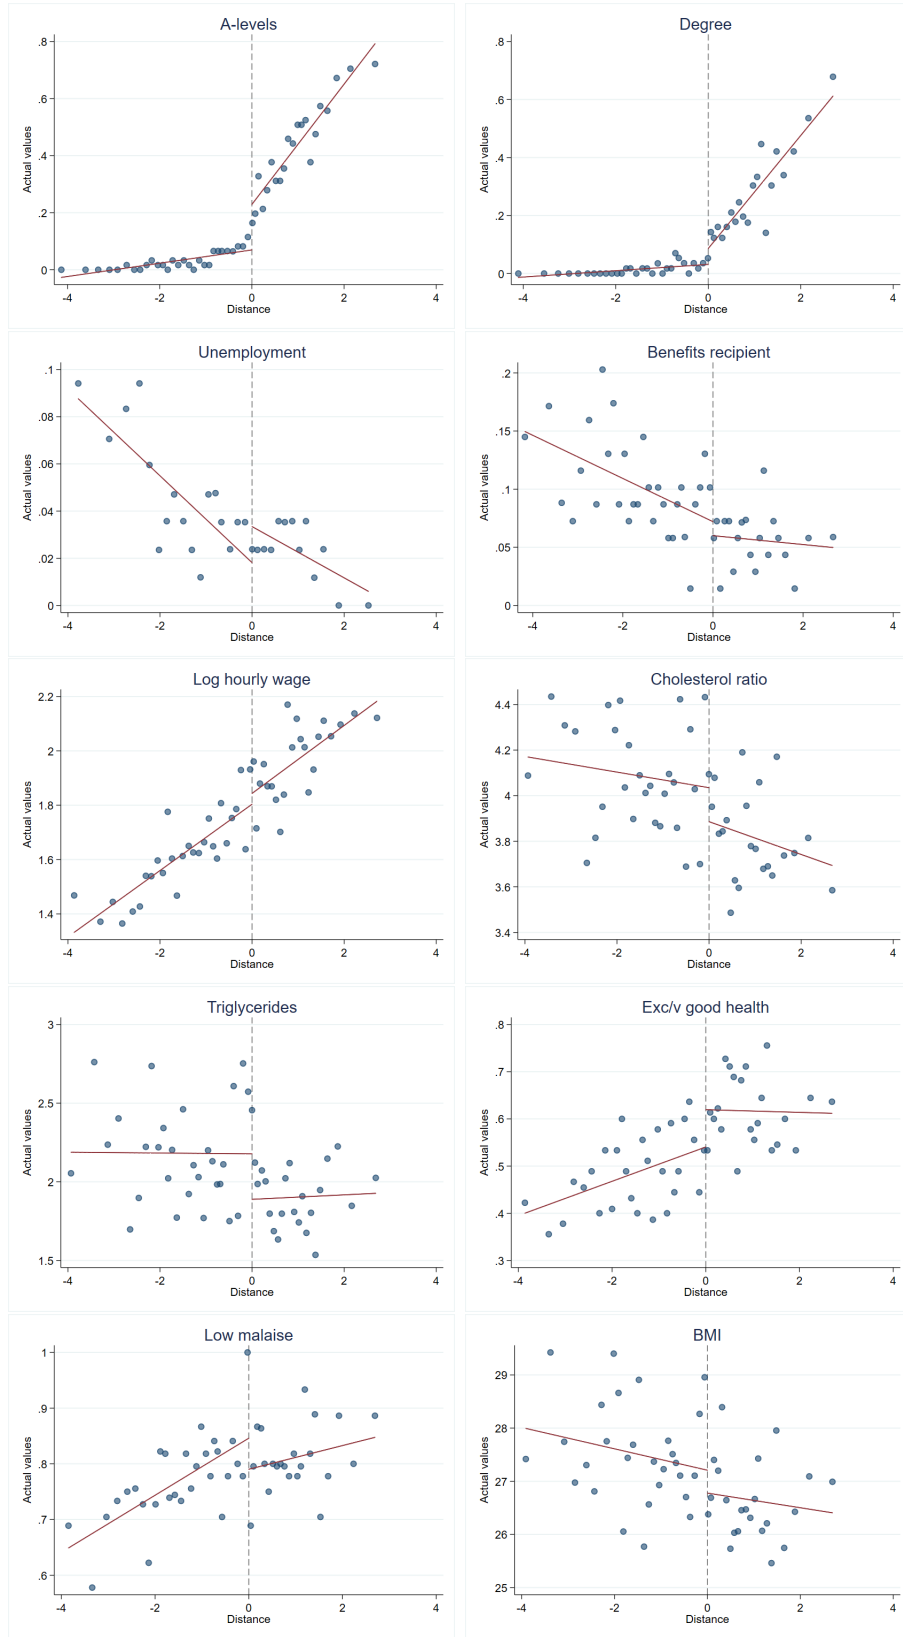 A-levels
Actual values
.8
.6
.4
.2
0
-4 -2 0 2 4
Distance
Degree
Actual values
.8
.6
.4
.2
0
-4 -2 0 2 4
Distance
Unemployment
Actual values
.1
.08
.06
.04
.02
0
-4 -2 0 2 4
Distance
Benefits recipient
Actual values
.2
.15
.1
.05
0
-4 -2 0 2 4
Distance
Log hourly wage
Actual values
2.2
2
1.8
1.6
1.4
-4 -2 0 2 4
Distance
Cholesterol ratio
Actual values
4.4
4.2
4
3.8
3.6
3.4
-4 -2 0 2 4
Distance
Triglycerides
Actual values
3
2.5
2
1.5
-4 -2 0 2 4
Distance
Exc/v good health
Actual values
.8
.7
.6
.5
.4
.3
-4 -2 0 2 4
Distance
Low malaise
Actual values
1
.9
.8
.7
.6
-4 -2 0 2 4
Distance
BMI
Actual values
29
28
27
26
25
-4 -2 0 2 4
Distance